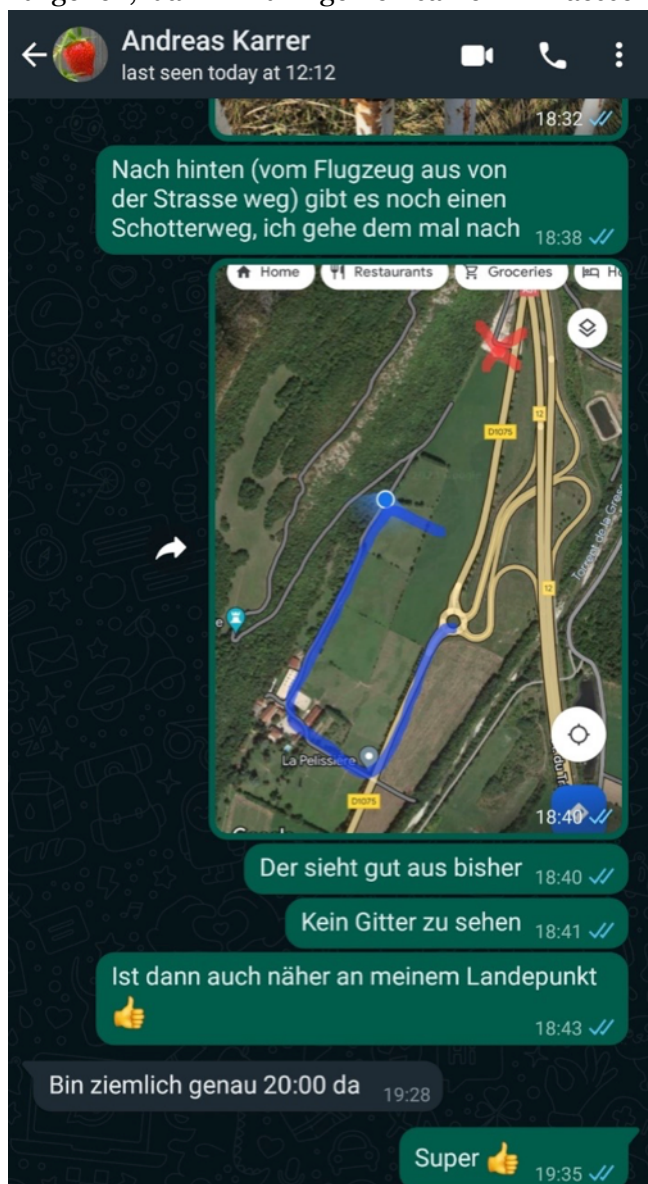 Andreas Karrer
last seen today at 12:12
18:32
Nach hinten (vom Flugzeug aus von
der Strasse weg) gibt es noch einen
Schotterweg, ich gehe dem mal nach
18:38
Home
Restaurants
Groceries
D1075
12
12
Torrent de la
La Pelissière
D1075
18:40
Der sieht gut aus bisher
18:40
Kein Gitter zu sehen
18:41
Ist dann auch näher an meinem Landepunkt
👍
18:43
Bin ziemlich genau 20:00 da
19:28
Super 👍
19:35